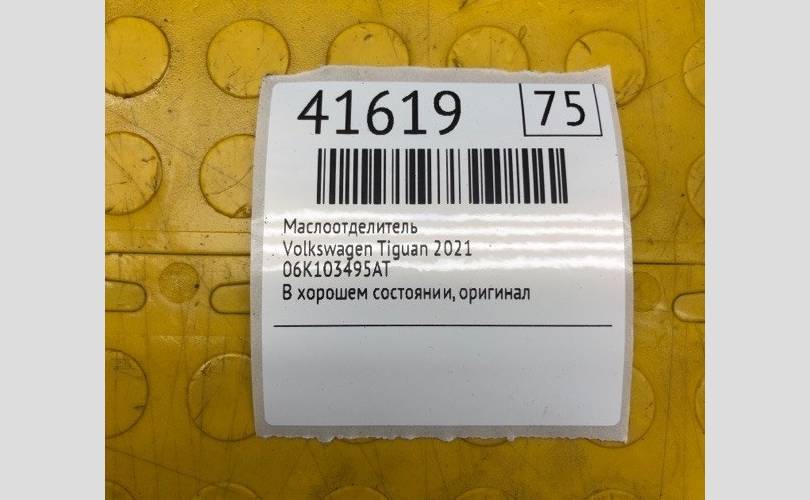 41619 75
Маслоотделитель
Volkswagen Tiguan 2021
06K103495AT
В хорошем состоянии, оригинал